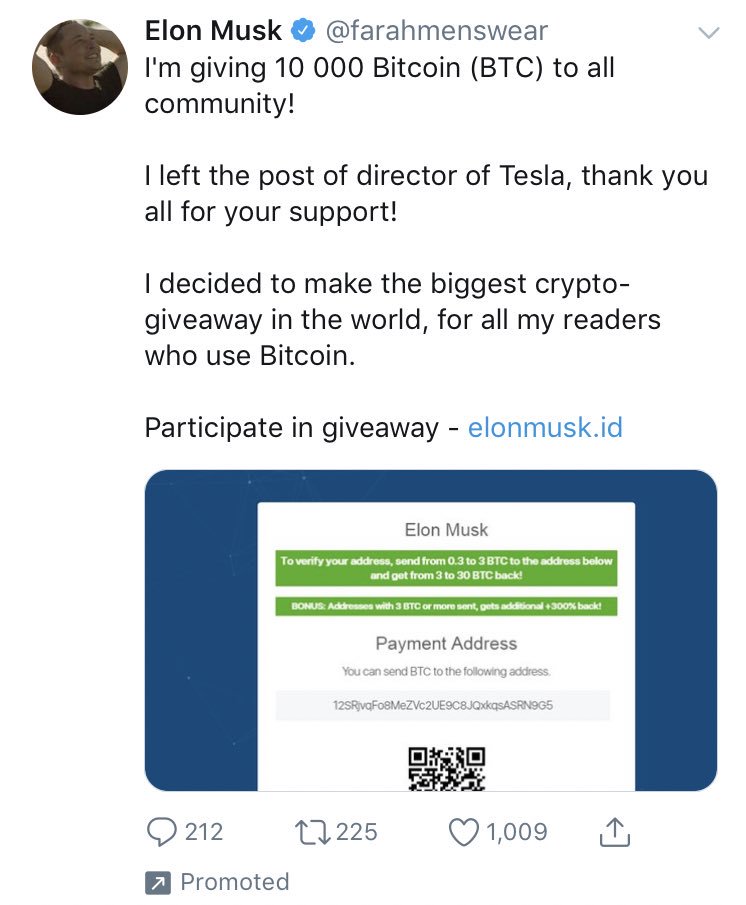 Elon Musk @farahmenswear
I'm giving 10 000 Bitcoin (BTC) to all
community!
I left the post of director of Tesla, thank you
all for your support!
I decided to make the biggest crypto-
giveaway in the world, for all my readers
who use Bitcoin.
Participate in giveaway - elonmusk.id
Elon Musk
To verify your address, send from 0.3 to 3 BTC to the address below
and get from 3 to 30 BTC back!
BONUS: Addresses with 3 BTC or more sent, gets additional +300% back!
Payment Address
You can send BTC to the following address.
12SRjvqFo8MeZVc2UE9C8JQxkqsASRN9G5
212 225 1,009
Promoted